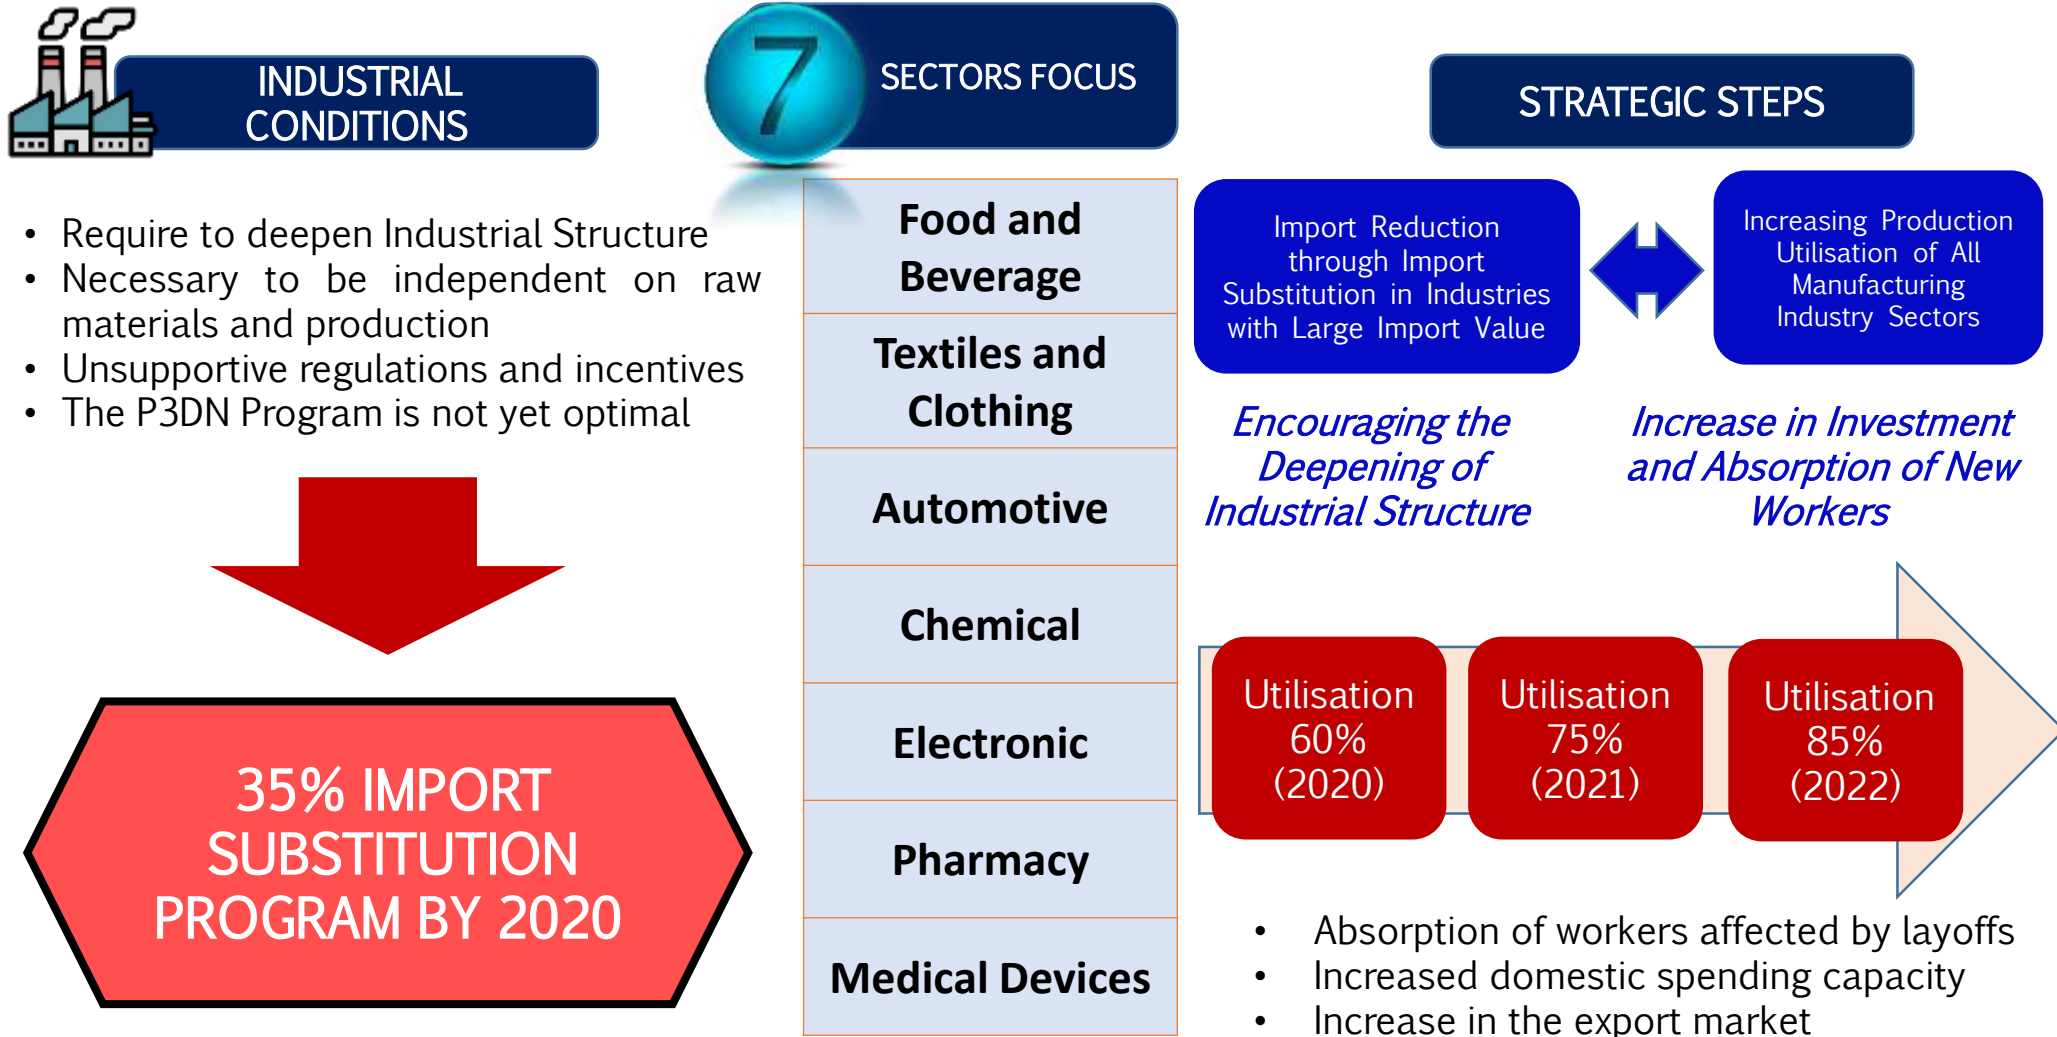 INDUSTRIAL
CONDITIONS
• Require to deepen Industrial Structure
• Necessary to be independent on raw
materials and production
• Unsupportive regulations and incentives
• The P3DN Program is not yet optimal
35% IMPORT
SUBSTITUTION
PROGRAM BY 2020
7
SECTORS FOCUS
Food and
Beverage
Textiles and
Clothing
Automotive
Chemical
Electronic
Pharmacy
Medical Devices
STRATEGIC STEPS
Import Reduction
through Import
Substitution in Industries
with Large Import Value
Increasing Production
Utilisation of All
Manufacturing
Industry Sectors
Encouraging the
Deepening of
Industrial Structure
Increase in Investment
and Absorption of New
Workers
Utilisation
60%
(2020)
Utilisation
75%
(2021)
Utilisation
85%
(2022)
• Absorption of workers affected by layoffs
• Increased domestic spending capacity
• Increase in the export market